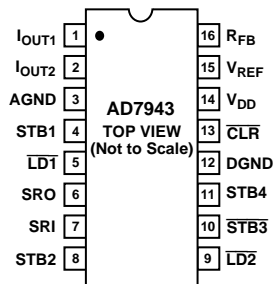 IOUT1 1 16 RFB
IOUT2 2 15 VREF
AGND 3 14 VDD
AD7943
STB1 4 TOP VIEW 13 CLR
(Not to Scale)
LD1 5 12 DGND
SRO 6 11 STB4
SRI 7 10 STB3
STB2 8 9 LD2